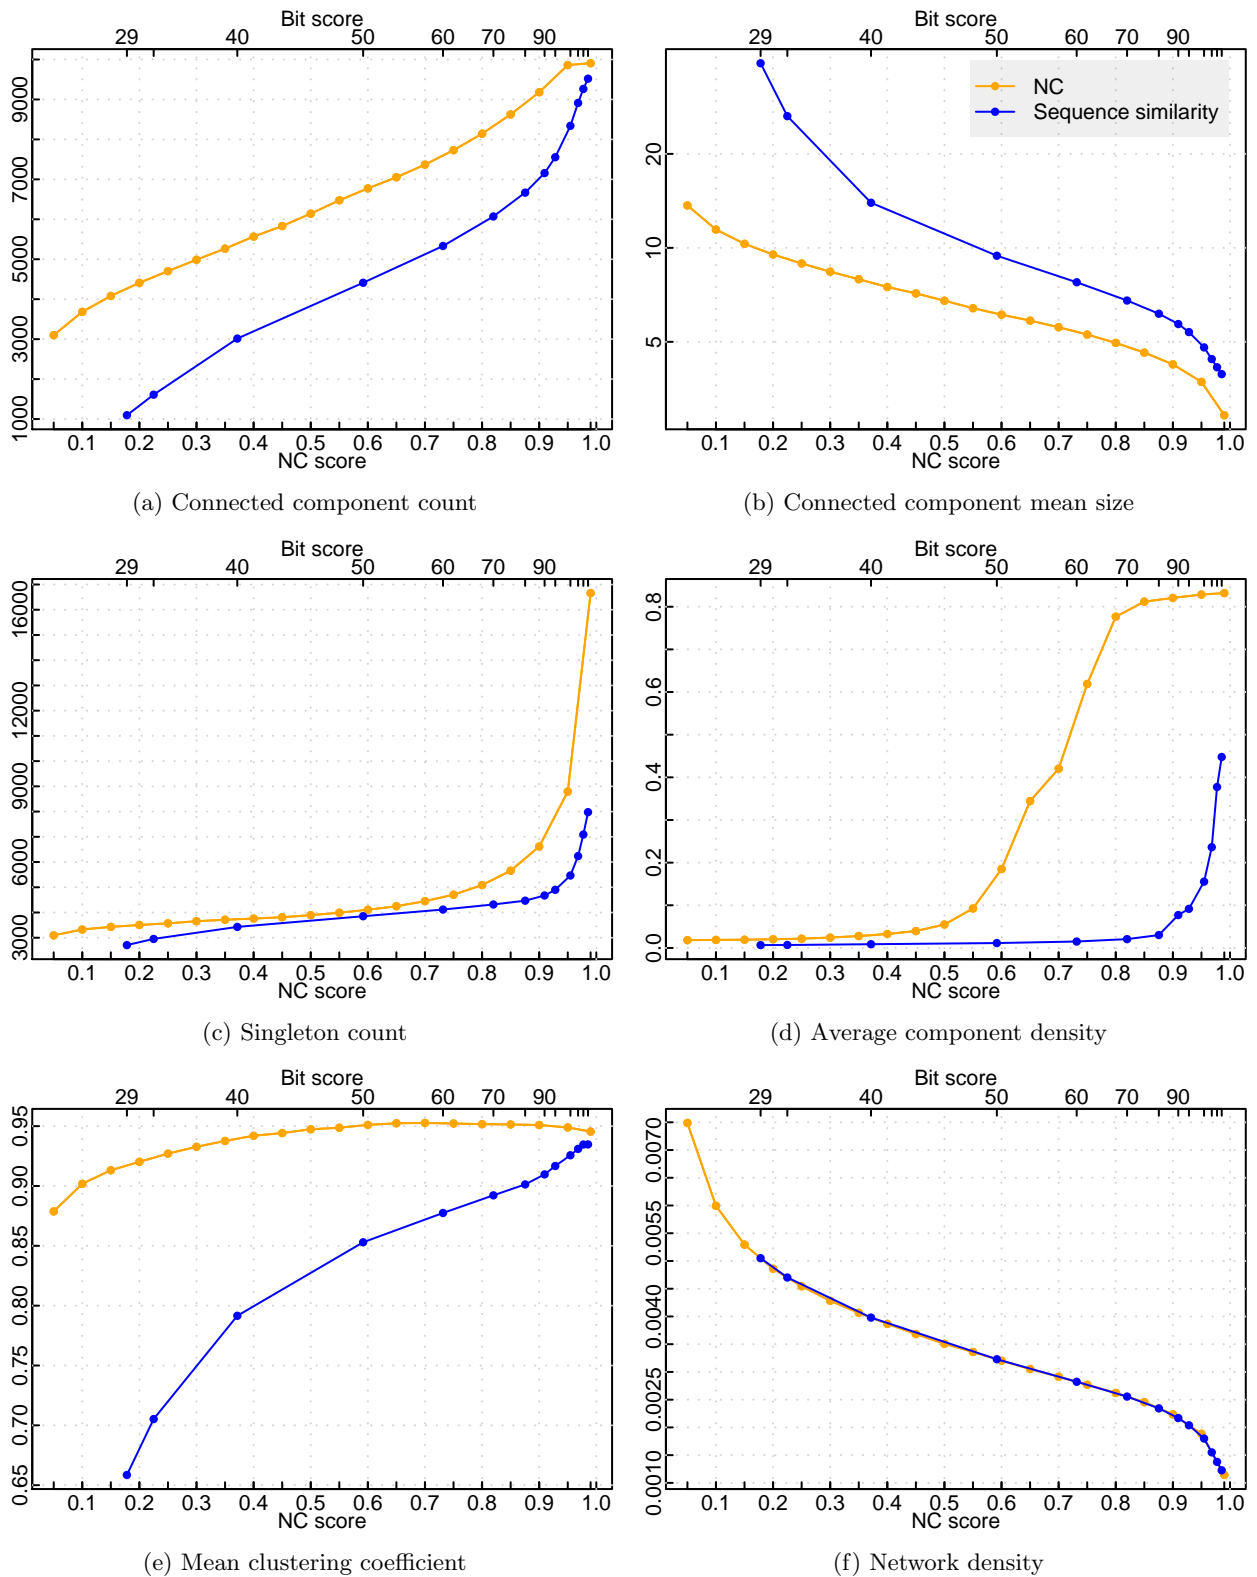 Bit score
29 40 50 60 70 90
1000 3000 5000 7000 9000
0.1 0.2 0.3 0.4 0.5 0.6 0.7 0.8 0.9 1.0
NC score
(a) Connected component count
Bit score
29 40 50 60 70 90
NC
Sequence similarity
5 10 20
0.1 0.2 0.3 0.4 0.5 0.6 0.7 0.8 0.9 1.0
NC score
(b) Connected component mean size
Bit score
29 40 50 60 70 90
3000 6000 9000 12000 16000
0.1 0.2 0.3 0.4 0.5 0.6 0.7 0.8 0.9 1.0
NC score
(c) Singleton count
Bit score
29 40 50 60 70 90
0.0 0.2 0.4 0.6 0.8
0.1 0.2 0.3 0.4 0.5 0.6 0.7 0.8 0.9 1.0
NC score
(d) Average component density
Bit score
29 40 50 60 70 90
0.65 0.70 0.75 0.80 0.85 0.90 0.95
0.1 0.2 0.3 0.4 0.5 0.6 0.7 0.8 0.9 1.0
NC score
(e) Mean clustering coefficient
Bit score
29 40 50 60 70 90
0.0010 0.0025 0.0040 0.0055 0.0070
0.1 0.2 0.3 0.4 0.5 0.6 0.7 0.8 0.9 1.0
NC score
(f) Network density